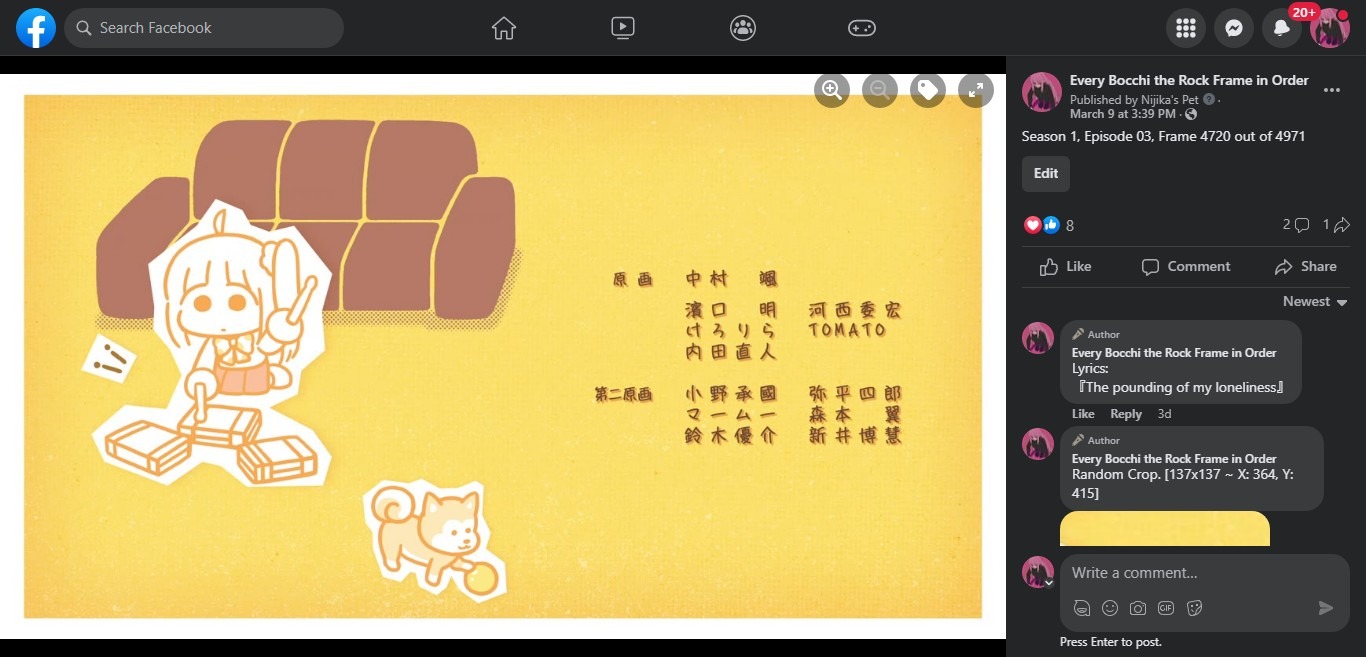 Search Facebook
20+
原画 中村 颯
濱口 明 河西委宏
けろりら TOMATO
内田直人
第二原画 小野承國 弥平四郎
マームー 森本 翼
鈴木優介 新井博慧
!!
Every Bocchi the Rock Frame in Order
Published by Nijika's Pet ·
March 9 at 3:39 PM ·
Season 1, Episode 03, Frame 4720 out of 4971
Edit
8 2 1
Like Comment Share
Newest
Author
Every Bocchi the Rock Frame in Order
Lyrics:
『The pounding of my loneliness』
Like Reply 3d
Author
Every Bocchi the Rock Frame in Order
Random Crop. [137x137 ~ X: 364, Y:
415]
Write a comment...
GIF
Press Enter to post.